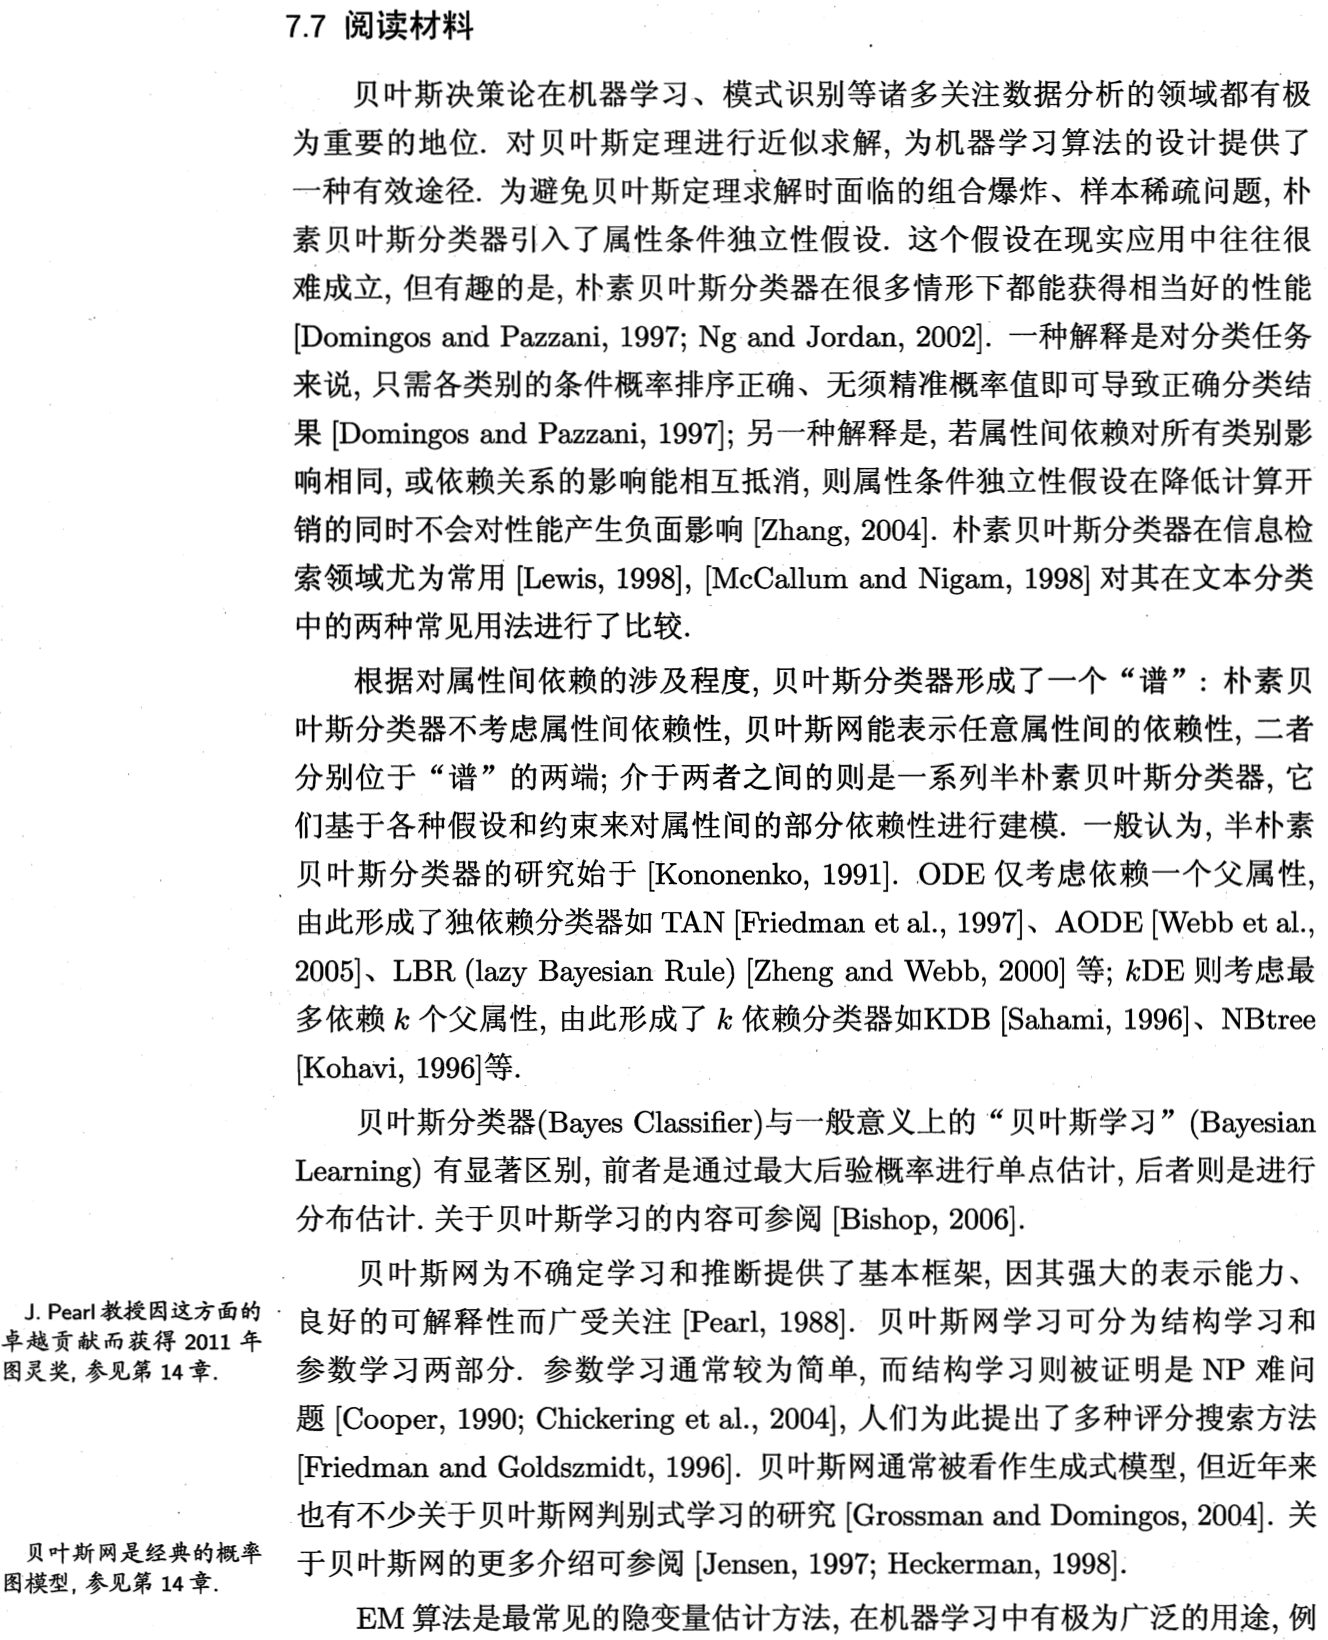 7.7 阅读材料
贝叶斯决策论在机器学习、模式识别等诸多关注数据分析的领域都有极
为重要的地位. 对贝叶斯定理进行近似求解, 为机器学习算法的设计提供了
一种有效途径. 为避免贝叶斯定理求解时面临的组合爆炸、样本稀疏问题, 朴
素贝叶斯分类器引入了属性条件独立性假设. 这个假设在现实应用中往往很
难成立, 但有趣的是, 朴素贝叶斯分类器在很多情形下都能获得相当好的性能
[Domingos and Pazzani, 1997; Ng and Jordan, 2002]. 一种解释是对分类任务
来说, 只需各类别的条件概率排序正确、无须精准概率值即可导致正确分类结
果 [Domingos and Pazzani, 1997]; 另一种解释是, 若属性间依赖对所有类别影
响相同, 或依赖关系的影响能相互抵消, 则属性条件独立性假设在降低计算开
销的同时不会对性能产生负面影响 [Zhang, 2004]. 朴素贝叶斯分类器在信息检
索领域尤为常用 [Lewis, 1998], [McCallum and Nigam, 1998] 对其在文本分类
中的两种常见用法进行了比较.
根据对属性间依赖的涉及程度, 贝叶斯分类器形成了一个“谱”: 朴素贝
叶斯分类器不考虑属性间依赖性, 贝叶斯网能表示任意属性间的依赖性, 二者
分别位于“谱”的两端; 介于两者之间的则是一系列半朴素贝叶斯分类器, 它
们基于各种假设和约束来对属性间的部分依赖性进行建模. 一般认为, 半朴素
贝叶斯分类器的研究始于 [Kononenko, 1991]. ODE 仅考虑依赖一个父属性,
由此形成了独依赖分类器如 TAN [Friedman et al., 1997]、AODE [Webb et al.,
2005]、LBR (lazy Bayesian Rule) [Zheng and Webb, 2000] 等; kDE 则考虑最
多依赖 k 个父属性, 由此形成了 k 依赖分类器如KDB [Sahami, 1996]、NBtree
[Kohavi, 1996]等.
贝叶斯分类器(Bayes Classifier)与一般意义上的“贝叶斯学习”(Bayesian
Learning) 有显著区别, 前者是通过最大后验概率进行单点估计, 后者则是进行
分布估计. 关于贝叶斯学习的内容可参阅 [Bishop, 2006].
贝叶斯网为不确定学习和推断提供了基本框架, 因其强大的表示能力、
良好的可解释性而广受关注 [Pearl, 1988]. 贝叶斯网学习可分为结构学习和
参数学习两部分. 参数学习通常较为简单, 而结构学习则被证明是 NP 难问
题 [Cooper, 1990; Chickering et al., 2004], 人们为此提出了多种评分搜索方法
[Friedman and Goldszmidt, 1996]. 贝叶斯网通常被看作生成式模型, 但近年来
也有不少关于贝叶斯网判别式学习的研究 [Grossman and Domingos, 2004]. 关
于贝叶斯网的更多介绍可参阅 [Jensen, 1997; Heckerman, 1998].
EM 算法是最常见的隐变量估计方法, 在机器学习中有极为广泛的用途, 例
J. Pearl 教授因这方面的
卓越贡献而获得 2011 年
图灵奖, 参见第 14 章.
贝叶斯网是经典的概率
图模型, 参见第 14 章.